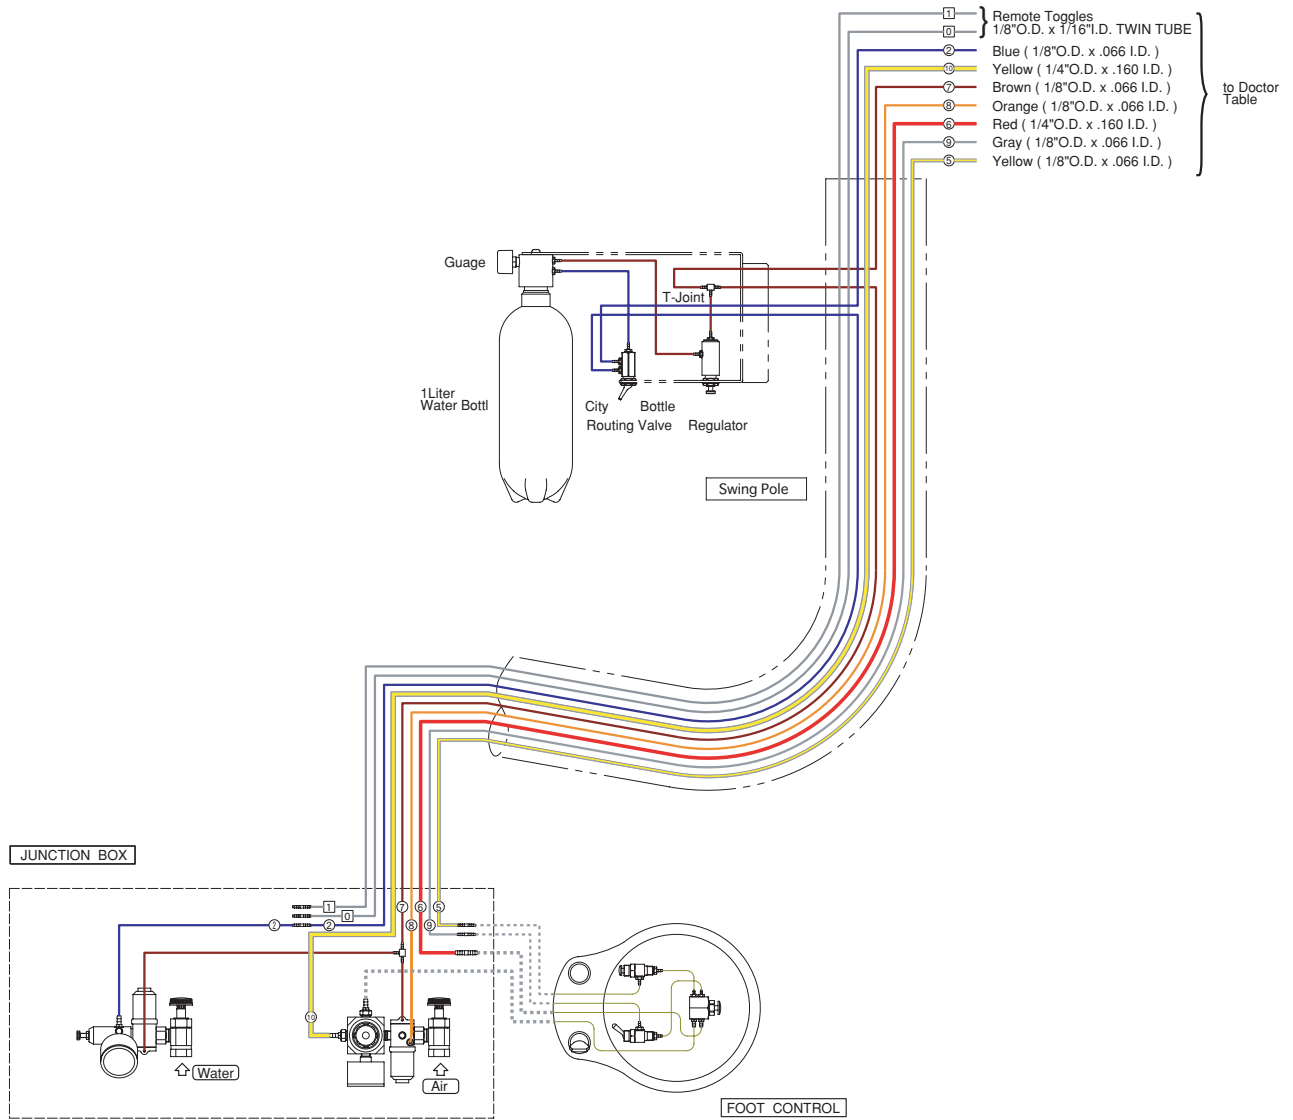 1
Remote Toggles
0
1/8"O.D. x 1/16"I.D. TWIN TUBE
2 Blue ( 1/8"O.D. x .066 I.D. )
10 Yellow ( 1/4"O.D. x .160 I.D. )
7 Brown ( 1/8"O.D. x .066 I.D. )
8 Orange ( 1/8"O.D. x .066 I.D. )
6 Red ( 1/4"O.D. x .160 I.D. )
9 Gray ( 1/8"O.D. x .066 I.D. )
5 Yellow ( 1/8"O.D. x .066 I.D. )
to Doctor
Table
Guage
T-Joint
1Liter
Water Bottl
City Bottle
Routing Valve Regulator
Swing Pole
JUNCTION BOX
1
0
7 6 5
2 2 8 9
10
Water
Air
FOOT CONTROL